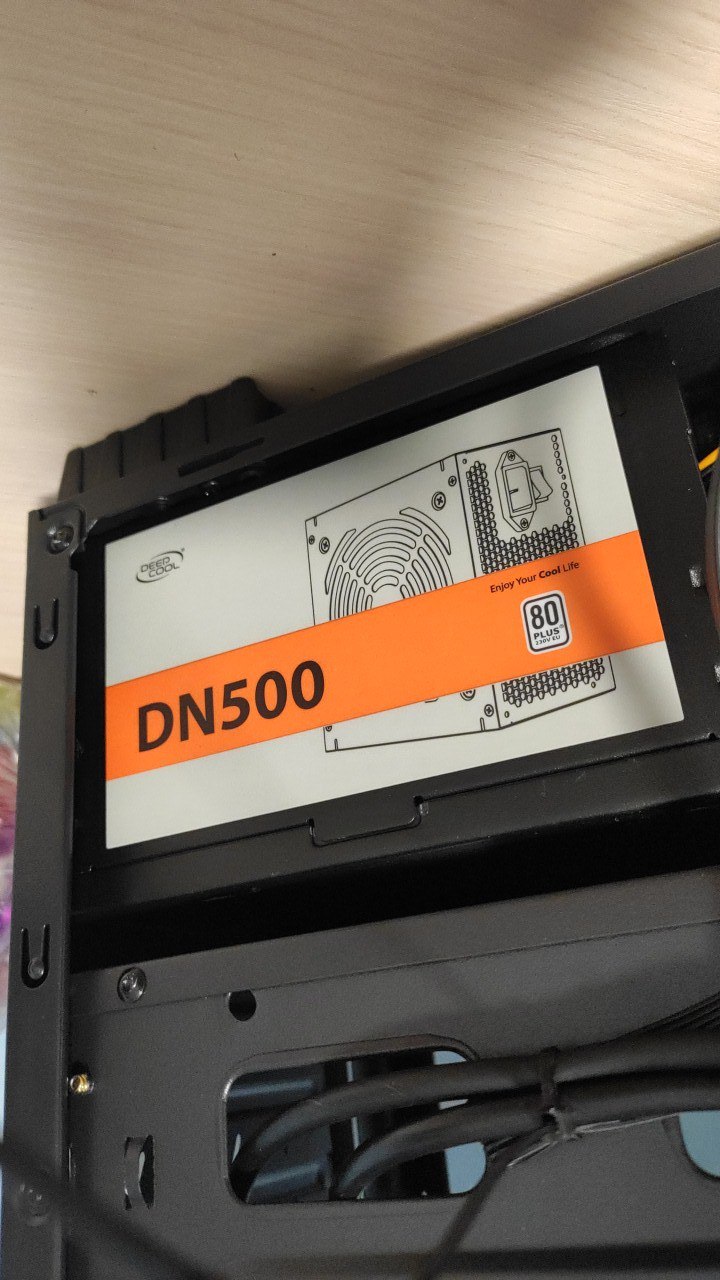 DEEP
COOL
Enjoy Your Cool Life
80
PLUS
230V EU
DN500